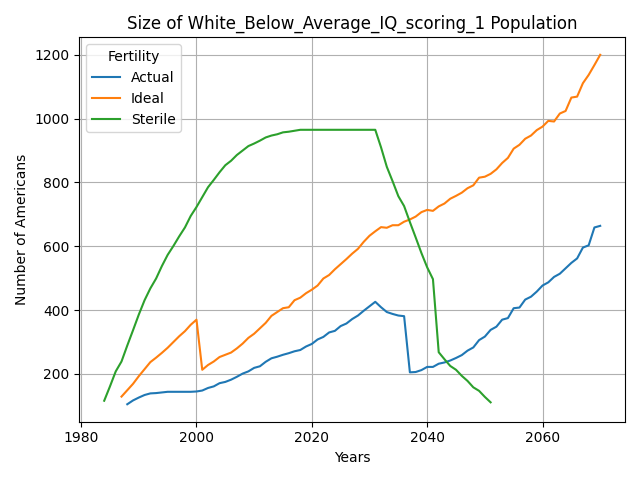 Size of White_Below_Average_IQ_scoring_1 Population
Fertility
Actual
Ideal
Sterile
1200
1000
800
600
400
200
Number of Americans
1980
2000
2020
2040
2060
Years